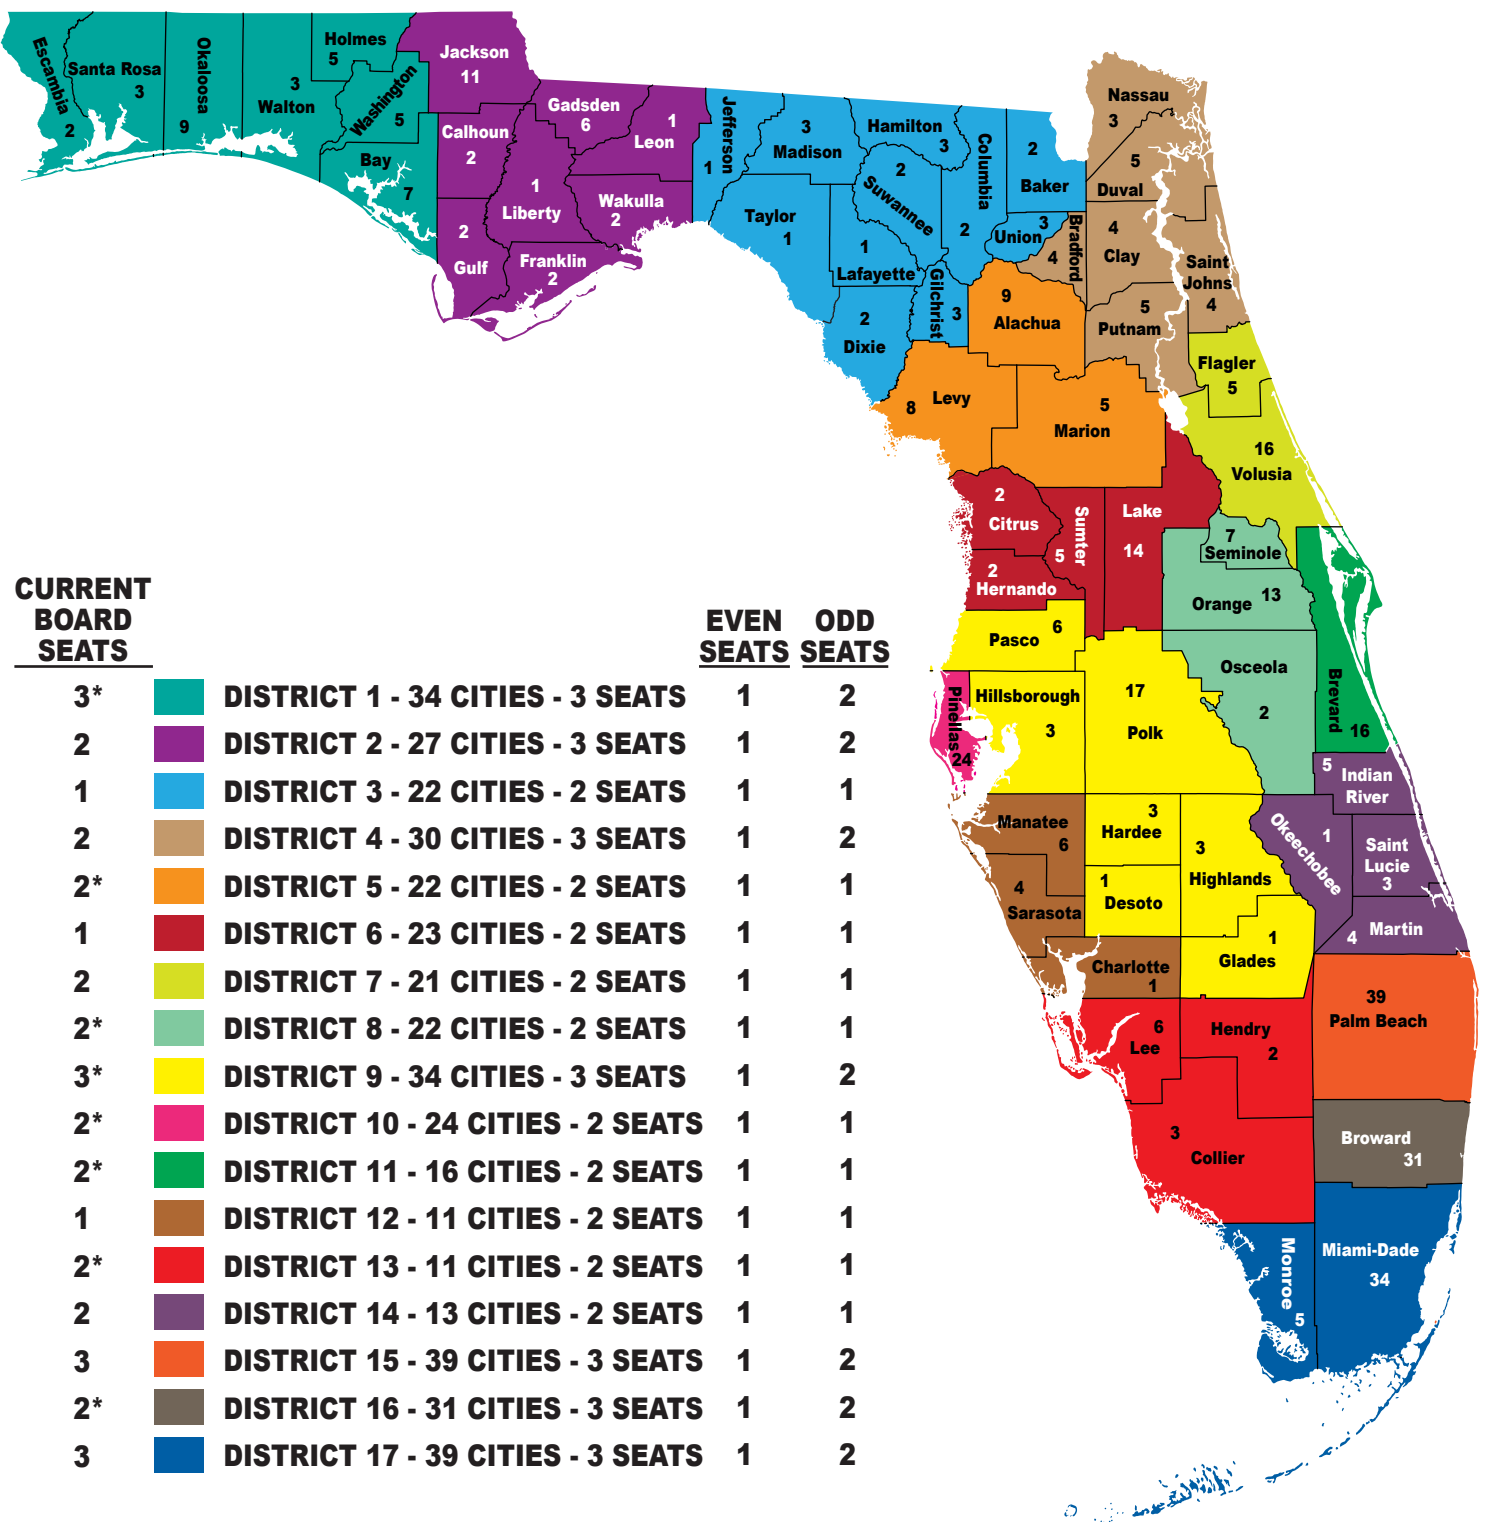 Escambia
2
Santa Rosa
3
Okaloosa
9
3
Walton
Holmes
5
Washington
5
Bay
7
Jackson
11
Calhoun
2
2
Gulf
Gadsden
6
1
Liberty
Franklin
2
1
Leon
Wakulla
2
Jefferson
1
3
Madison
Taylor
1
Hamilton
3
2
Suwannee
1
Lafayette
2
Dixie
Columbia
2
Gilchrist
3
2
Baker
Union
3
Bradford
4
Nassau
3
5
Duval
4
Clay
Saint
Johns
4
5
Putnam
9
Alachua
8
Levy
5
Marion
Flagler
5
16
Volusia
2
Citrus
Sumter
5
Lake
14
2
Hernando
7
Seminole
Orange
13
Osceola
2
Brevard
16
Pasco
6
Pinellas
24
Hillsborough
3
17
Polk
3
Hardee
3
Highlands
1
Desoto
1
Glades
Manatee
6
4
Sarasota
Charlotte
1
5
Indian
River
Okeechobee
1
Saint
Lucie
3
4
Martin
6
Lee
Hendry
2
3
Collier
39
Palm Beach
Broward
31
Monroe
5
Miami-Dade
34
CURRENT
BOARD
SEATS
EVEN
SEATS
ODD
SEATS
3* DISTRICT 1 - 34 CITIES - 3 SEATS 1 2
2 DISTRICT 2 - 27 CITIES - 3 SEATS 1 2
1 DISTRICT 3 - 22 CITIES - 2 SEATS 1 1
2 DISTRICT 4 - 30 CITIES - 3 SEATS 1 2
2* DISTRICT 5 - 22 CITIES - 2 SEATS 1 1
1 DISTRICT 6 - 23 CITIES - 2 SEATS 1 1
2 DISTRICT 7 - 21 CITIES - 2 SEATS 1 1
2* DISTRICT 8 - 22 CITIES - 2 SEATS 1 1
3* DISTRICT 9 - 34 CITIES - 3 SEATS 1 2
2* DISTRICT 10 - 24 CITIES - 2 SEATS 1 1
2* DISTRICT 11 - 16 CITIES - 2 SEATS 1 1
1 DISTRICT 12 - 11 CITIES - 2 SEATS 1 1
2* DISTRICT 13 - 11 CITIES - 2 SEATS 1 1
2 DISTRICT 14 - 13 CITIES - 2 SEATS 1 1
3 DISTRICT 15 - 39 CITIES - 3 SEATS 1 2
2* DISTRICT 16 - 31 CITIES - 3 SEATS 1 2
3 DISTRICT 17 - 39 CITIES - 3 SEATS 1 2